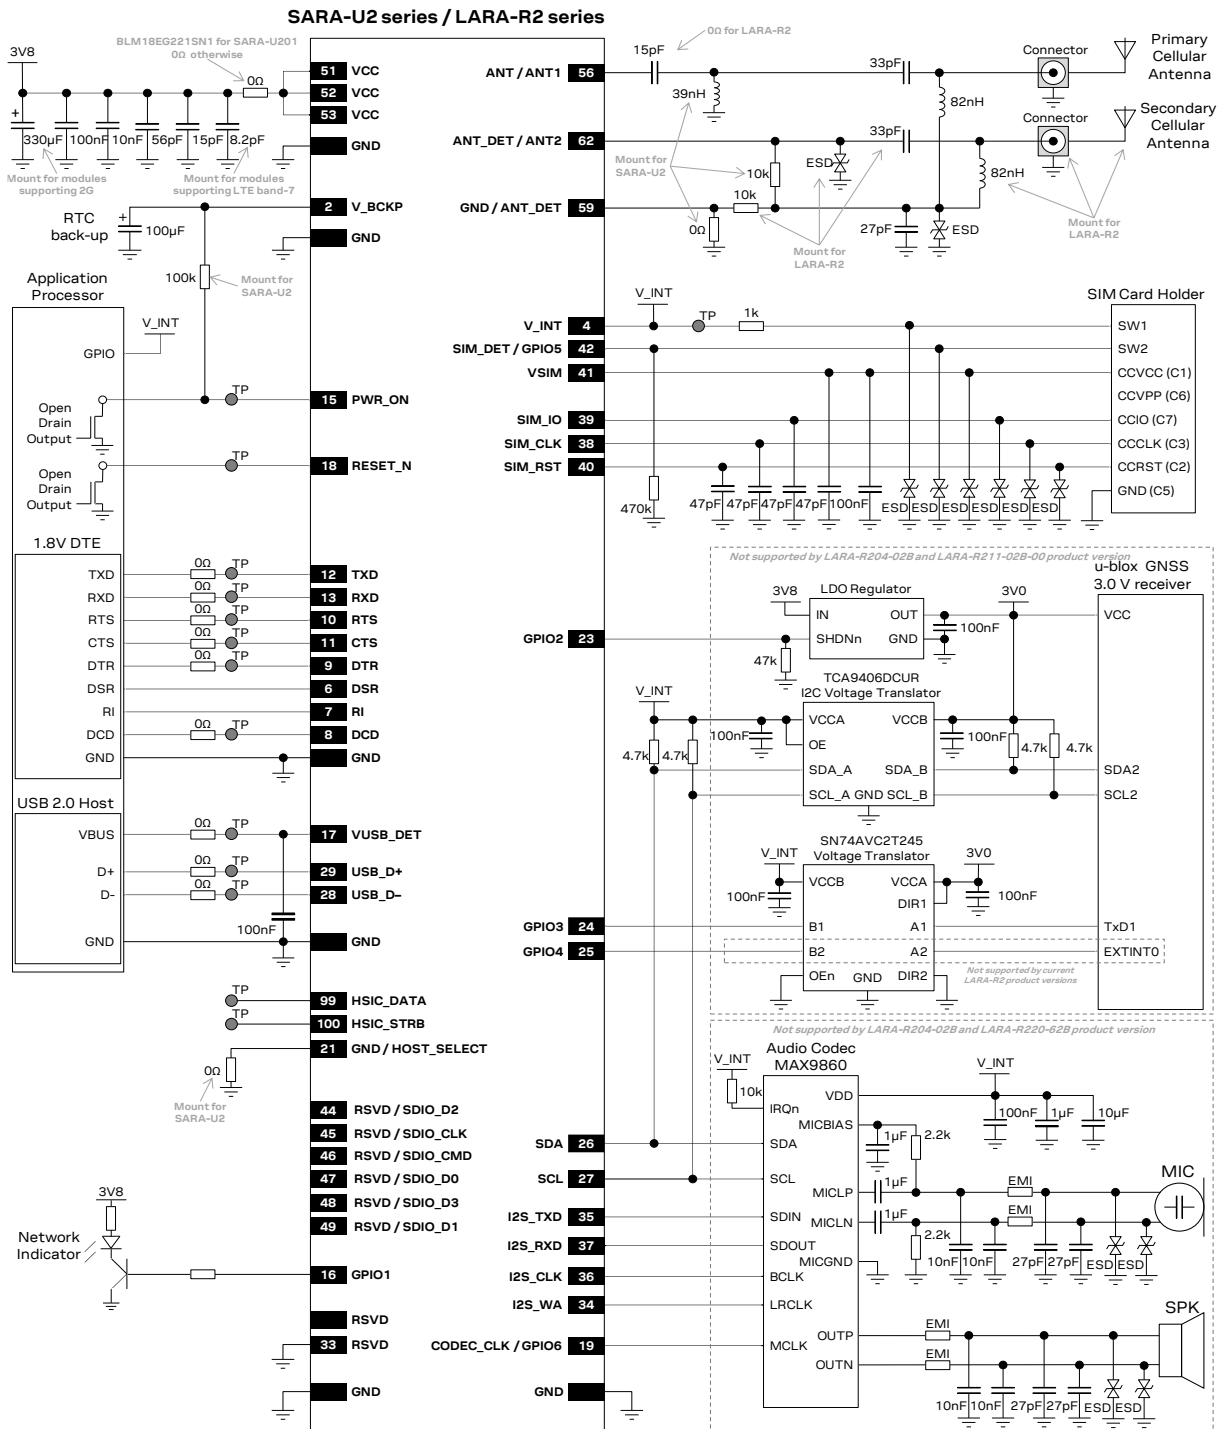 SARA-U2 series / LARA-R2 series
BLM18EG221SN1 for SARA-U201
0Ω otherwise
3V8
0Ω
51 VCC
52 VCC
53 VCC
GND
+
330µF 100nF 10nF 56pF 15pF 8.2pF
Mount for modules
supporting 2G
Mount for modules
supporting LTE band-7
2 V_BCKP
GND
RTC
back-up
+
100µF
100k
Mount for
SARA-U2
Application
Processor
V_INT
GPIO
TP
15 PWR_ON
Open
Drain
Output
TP
18 RESET_N
Open
Drain
Output
1.8V DTE
TXD 0Ω TP 12 TXD
RXD 0Ω TP 13 RXD
RTS 0Ω TP 10 RTS
CTS 0Ω TP 11 CTS
DTR 0Ω TP 9 DTR
DSR 6 DSR
RI 7 RI
DCD 0Ω TP 8 DCD
GND GND
USB 2.0 Host
VBUS 0Ω TP 17 VUSB_DET
D+ 0Ω TP 29 USB_D+
D- 0Ω TP 28 USB_D–
100nF
GND GND
TP 99 HSIC_DATA
TP 100 HSIC_STRB
21 GND / HOST_SELECT
0Ω
Mount for
SARA-U2
44 RSVD / SDIO_D2
45 RSVD / SDIO_CLK
46 RSVD / SDIO_CMD
47 RSVD / SDIO_D0
48 RSVD / SDIO_D3
49 RSVD / SDIO_D1
3V8
Network
Indicator
16 GPIO1
RSVD
33 RSVD
GND
0Ω for LARA-R2
15pF
ANT / ANT1 56
39nH
33pF
82nH
Connector
Primary
Cellular
Antenna
ANT_DET / ANT2 62
33pF
Connector
Secondary
Cellular
Antenna
Mount for
SARA-U2
10k
ESD
82nH
GND / ANT_DET 59
10k
0Ω
27pF
ESD
Mount for
LARA-R2
Mount for
LARA-R2
V_INT
SIM Card Holder
V_INT 4 TP 1k SW1
SIM_DET / GPIO5 42 SW2
VSIM 41 CCVCC (C1)
CCVPP (C6)
SIM_IO 39 CCIO (C7)
SIM_CLK 38 CCCLK (C3)
SIM_RST 40 CCRST (C2)
GND (C5)
470k
47pF 47pF 47pF 47pF 100nF ESD ESD ESD ESD ESD ESD
Not supported by LARA-R204-02B and LARA-R211-02B-00 product version
u-blox GNSS
3.0 V receiver
3V8
LDO Regulator
3V0
IN OUT VCC
100nF
GPIO2 23 SHDNn GND
47k
TCA9406DCUR
I2C Voltage Translator
V_INT
VCCA VCCB
100nF 100nF
OE
4.7k 4.7k 4.7k 4.7k
SDA_A SDA_B SDA2
SCL_A GND SCL_B SCL2
SN74AVC2T245
Voltage Translator
V_INT 3V0
VCCB VCCA
100nF 100nF
DIR1
GPIO3 24 B1 A1 TxD1
GPIO4 25 B2 A2 EXTINT0
Not supported by current
LARA-R2 product versions
OEn GND DIR2
Not supported by LARA-R204-02B and LARA-R220-62B product version
Audio Codec
MAX9860
V_INT V_INT
10k
IRQn VDD
100nF 1µF 10µF
MICBIAS
1µF 2.2k
SDA 26 SDA
SCL 27 SCL MICLP 1µF EMI MIC
I2S_TXD 35 SDIN MICLN 1µF EMI
2.2k
I2S_RXD 37 SDOUT
MICGND
10nF 10nF 27pF 27pF ESD ESD
I2S_CLK 36 BCLK
I2S_WA 34 LRCLK
SPK
OUTP EMI
CODEC_CLK / GPIO6 19 MCLK
OUTN EMI
GND
10nF 10nF 27pF 27pF ESD ESD